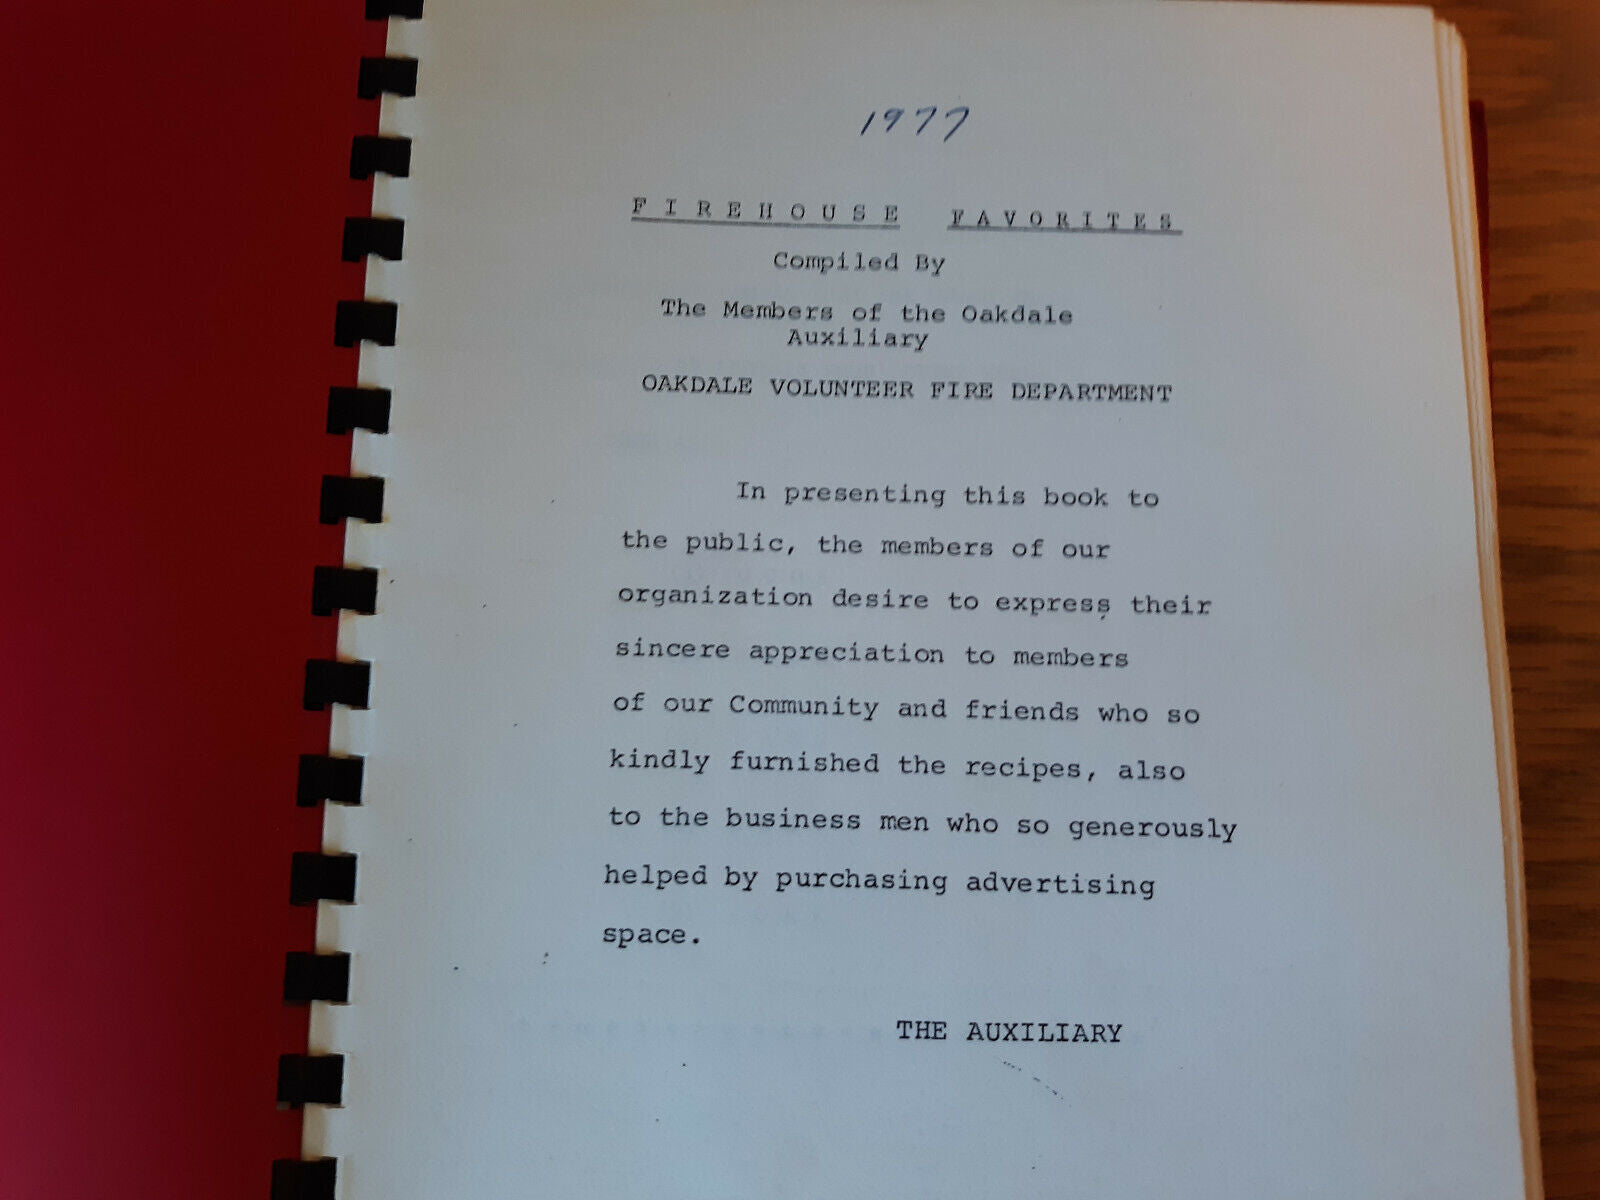 1977
FIREHOUSE FAVORITES
Compiled By
The Members of the Oakdale
Auxiliary
OAKDALE VOLUNTEER FIRE DEPARTMENT
In presenting this book to
the public, the members of our
organization desire to express their
sincere appreciation to members
of our Community and friends who so
kindly furnished the recipes, also
to the business men who so generously
helped by purchasing advertising
space.
THE AUXILIARY